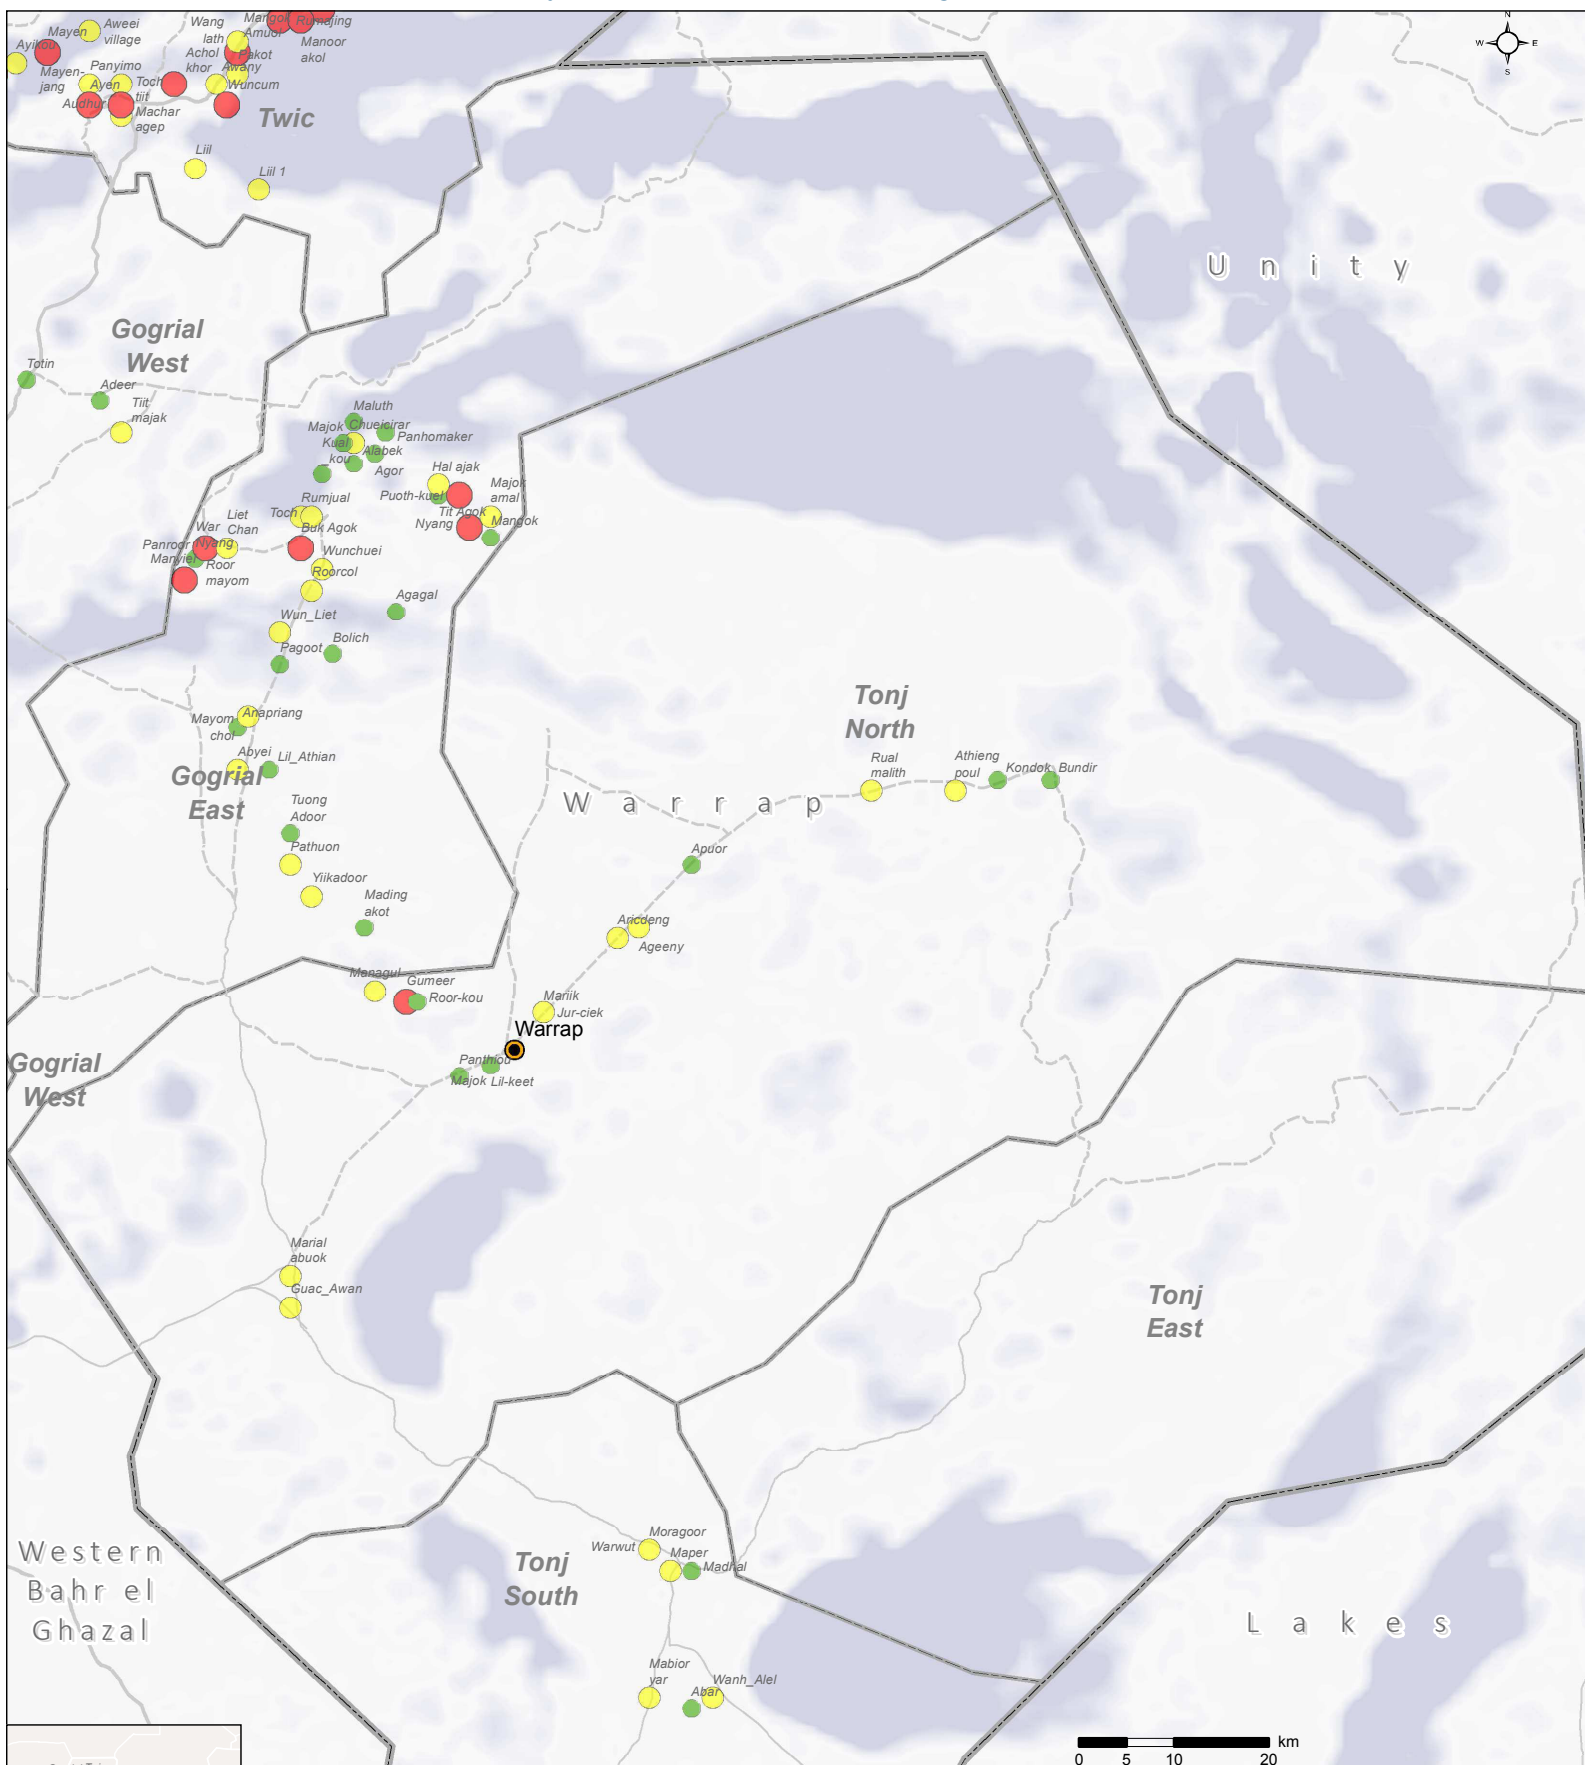 Mayen
Aweei
village
Wang
lath
Mangok
Rumajing
Amuol
Manoor
akol
Ayikou
Mayen-
jang
Panyimo
Achol
khor
Pakot
Awany
Ayen
Toch
tiit
Wuncum
Audhur
Machar
agep
Twic
Liil
Liil 1
N
W
E
S
U n i t y
Gogrial
West
Totin
Adeer
Tiit
majak
Maluth
Majok
Chueicirar
Panhomaker
Kual
kou
Alabek
Agor
Hal ajak
Puoth-kuel
Majok
amal
Rumjual
Toch
Tit Agok
Nyang
Mangok
Liet
Chan
War
Nyang
Buk Agok
Panroor
Manyiel
Roor
mayom
Wunchuei
Roorcol
Agagal
Wun_Liet
Bolich
Pagoot
Mayom
chol
Anapriang
Abyei
Lil_Athian
Gogrial
East
Tuong
Adoor
Pathuon
Yiikadoor
Mading
akot
Tonj
North
Rual
malith
Athieng
poul
Kondok
Bundir
W a r r a p
Apuor
Aricdeng
Ageeny
Managul
Gumeer
Roor-kou
Mariik
Jur-ciek
Warrap
Panthiou
Majok
Lil-keet
Gogrial
West
Marial
abuok
Guac_Awan
Tonj
East
Moragoor
Warwut
Maper
Madhal
Tonj
South
Western
Bahr el
Ghazal
L a k e s
Mabior
yar
Wanh_Alel
Abar
km
0 5 10 20